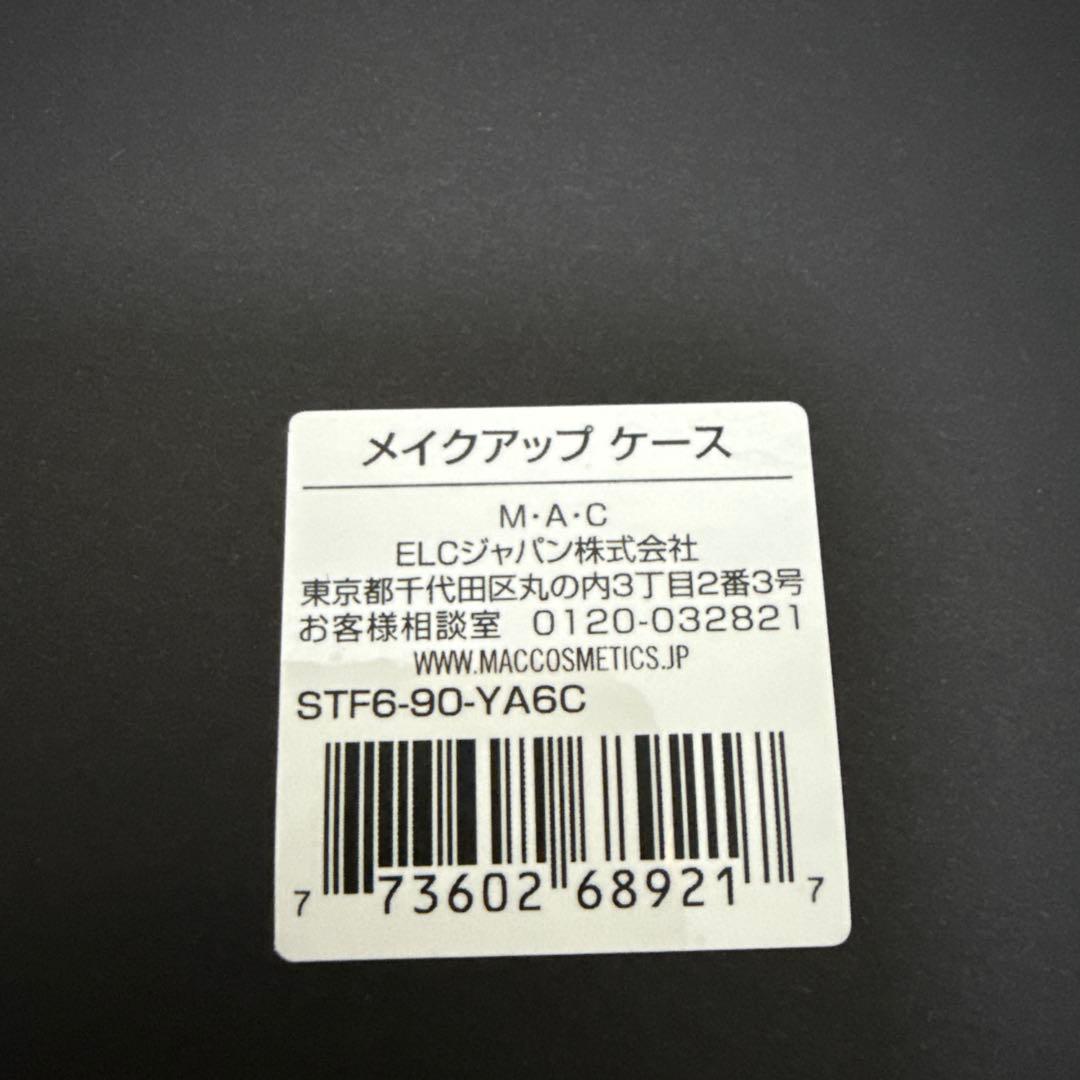 メイクアップ ケース
M・A・C
ELCジャパン株式会社
東京都千代田区丸の内3丁目2番3号
お客様相談室　0120-032821
WWW.MACCOSMETICS.JP
STF6-90-YA6C
7 73602 68921 7